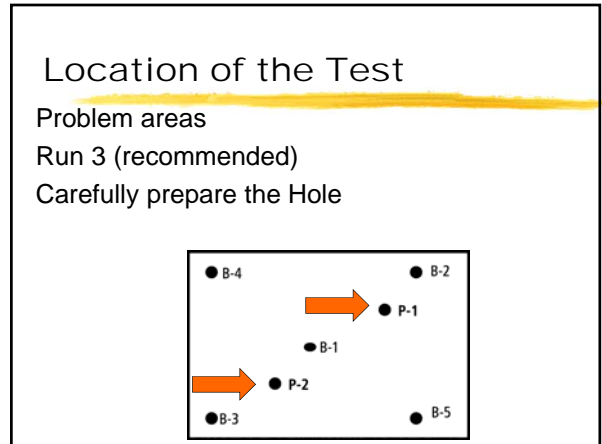 Location of the Test
Problem areas
Run 3 (recommended)
Carefully prepare the Hole
B-4
B-2
P-1
B-1
P-2
B-3
B-5